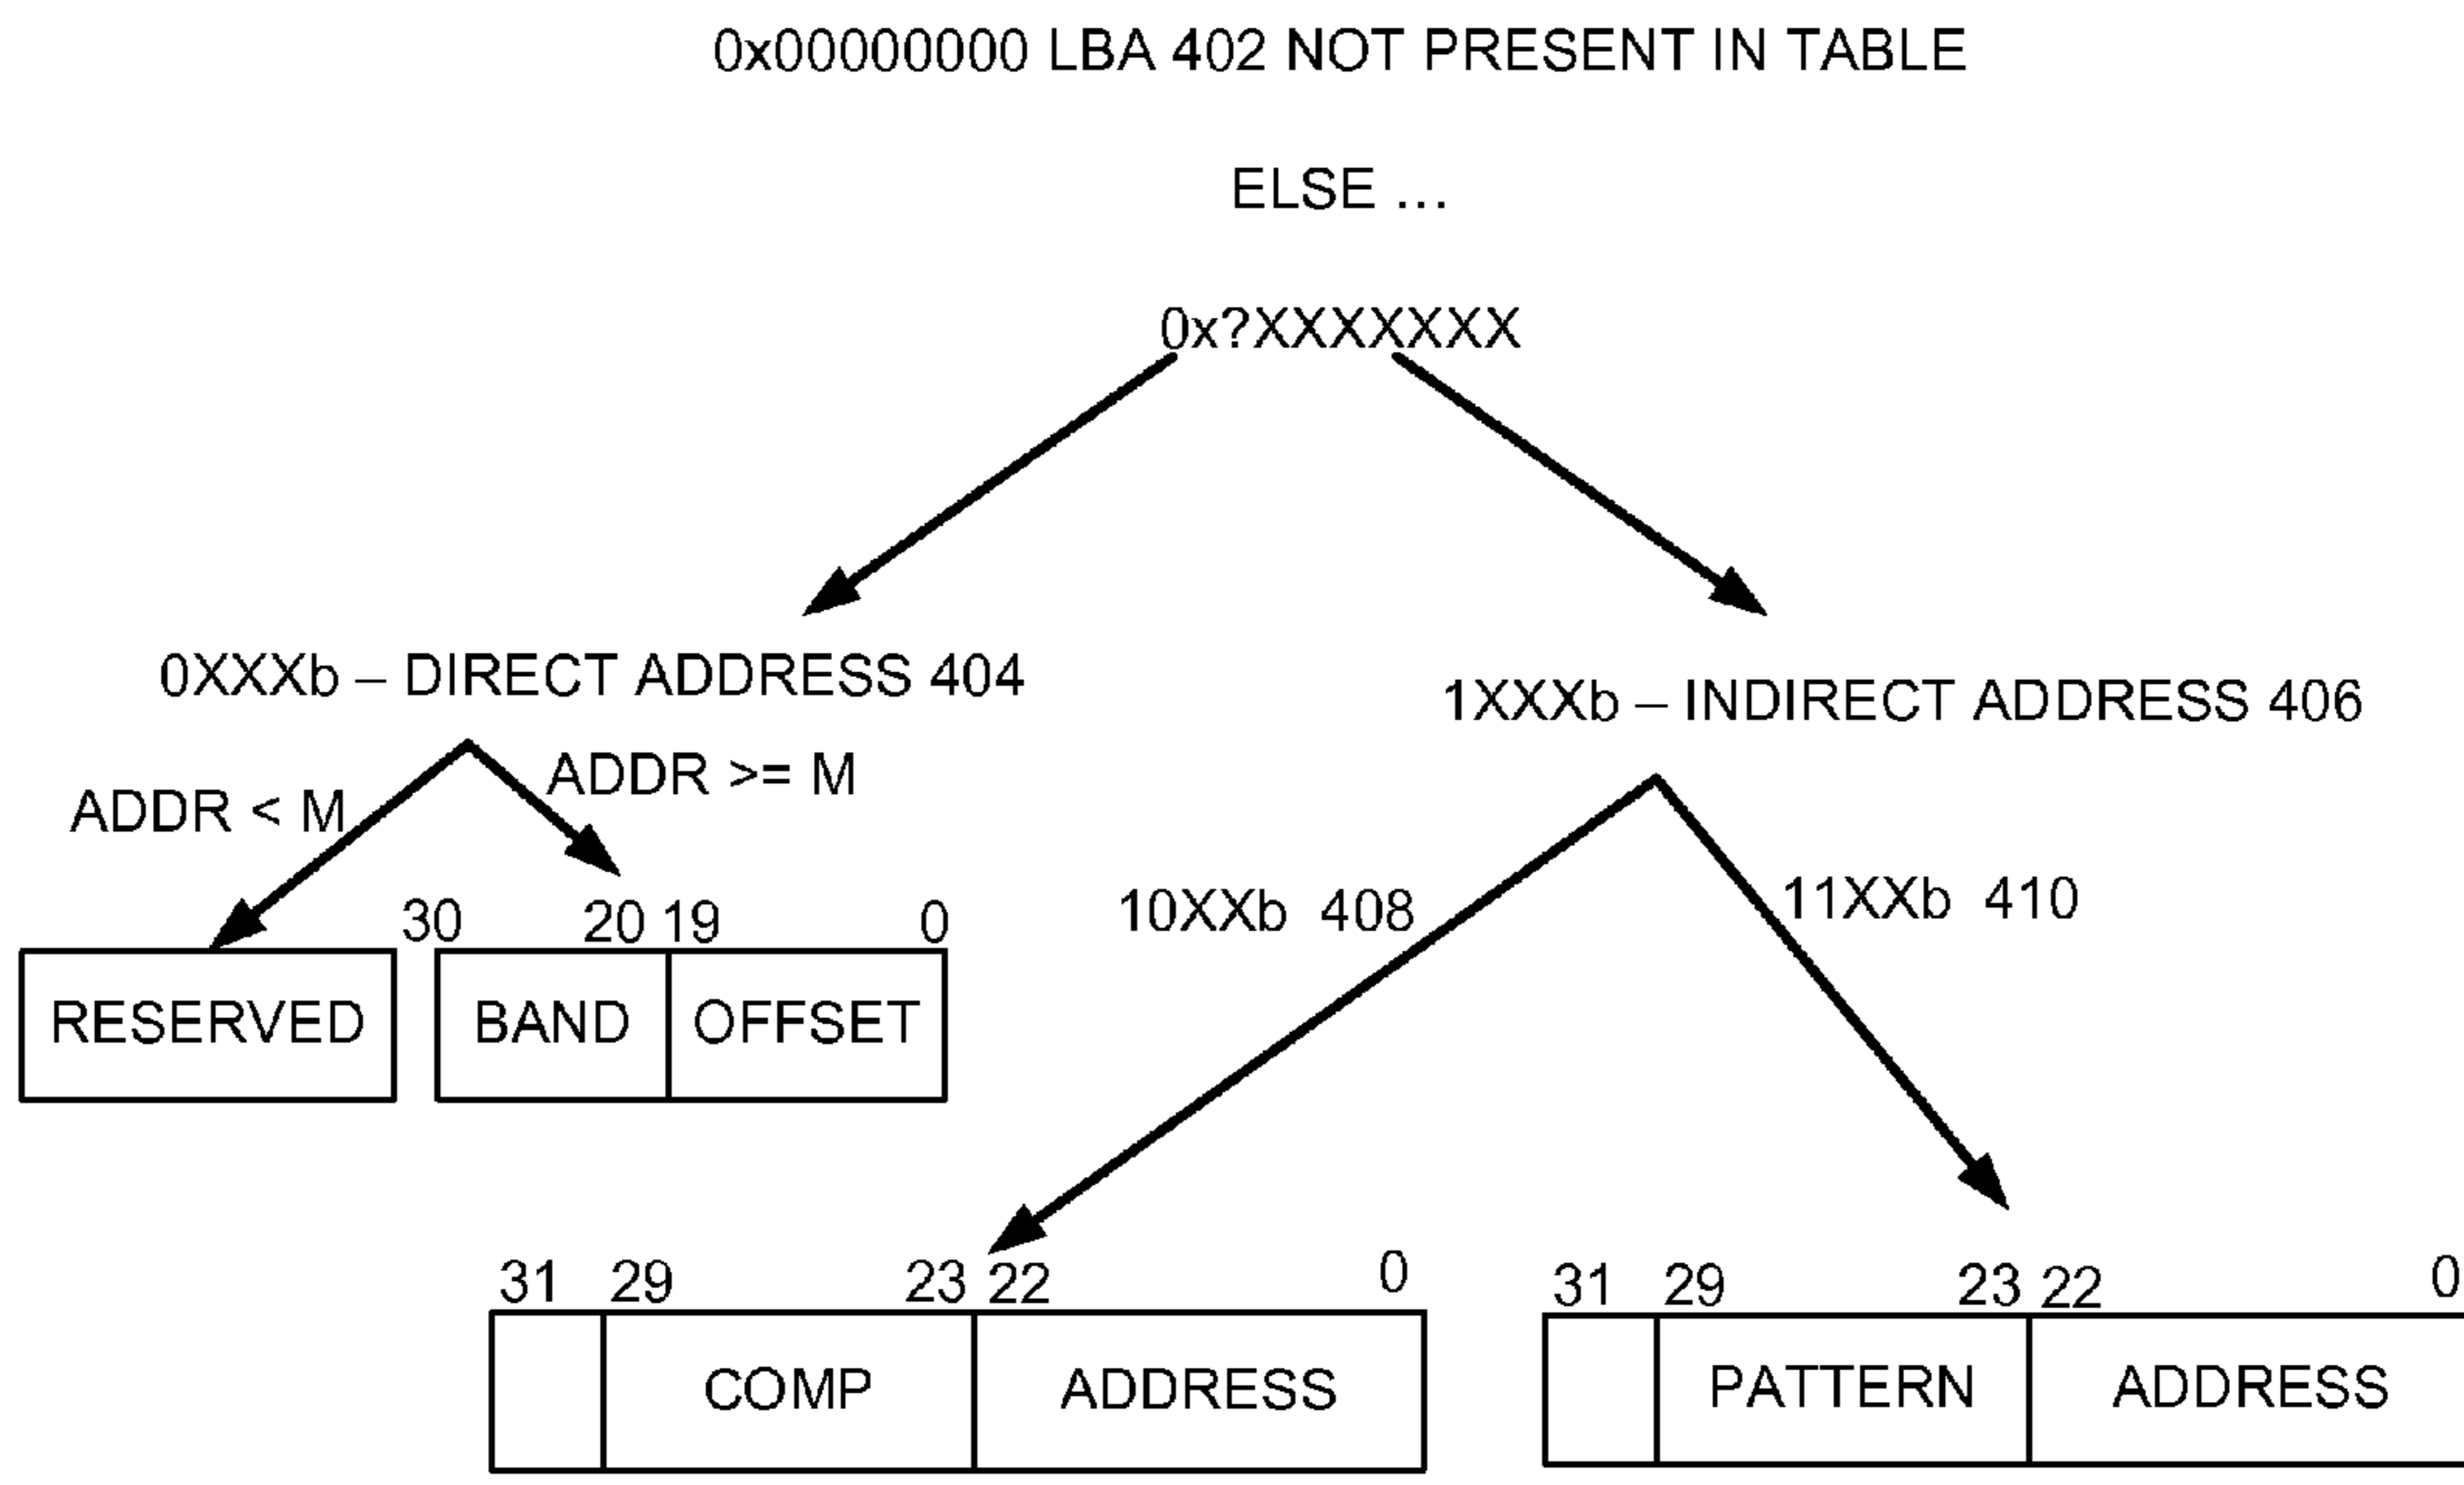 0x00000000 LBA 402 NOT PRESENT IN TABLE
ELSE ...
0x?XXXXXXX
0XXXb – DIRECT ADDRESS 404
1XXXb – INDIRECT ADDRESS 406
ADDR < M
ADDR >= M
10XXb 408
11XXb 410
30 20 19 0
RESERVED
BAND OFFSET
31 29 23 22 0
COMP ADDRESS
31 29 23 22 0
PATTERN ADDRESS